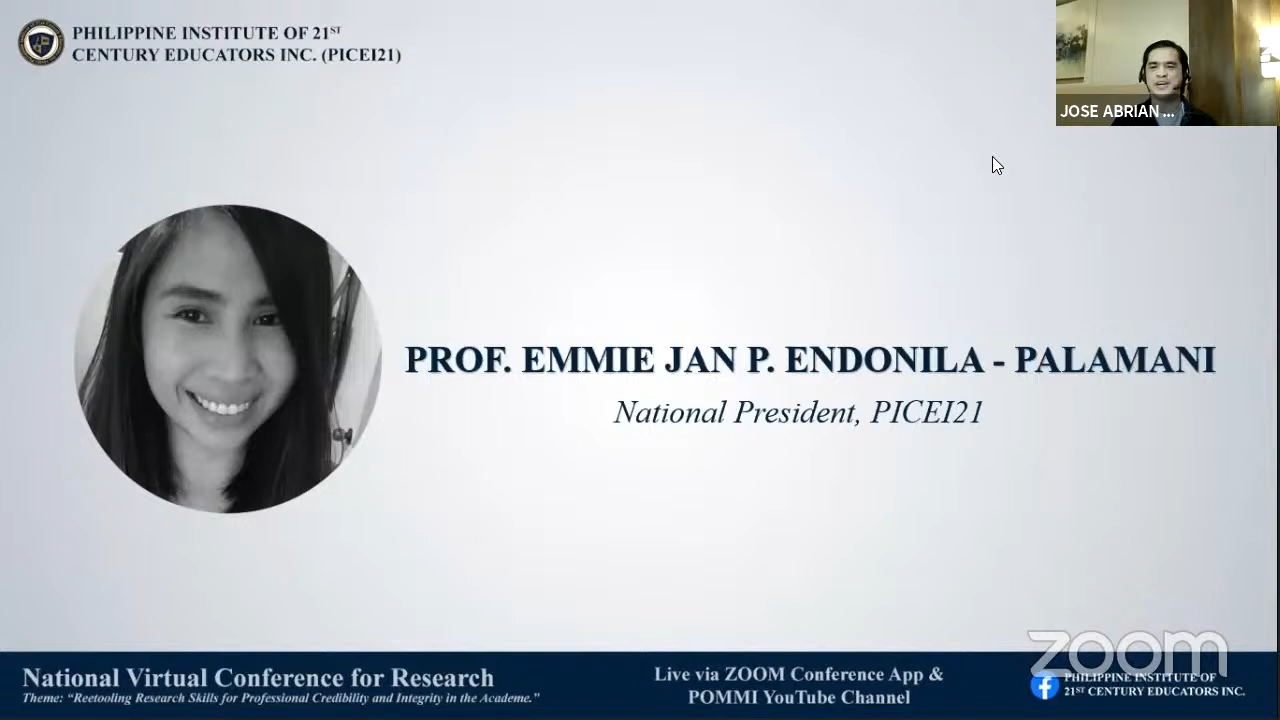 PHILIPPINE INSTITUTE OF 21ST
CENTURY EDUCATORS INC. (PICEI21)
JOSE ABRIAN ...
PROF. EMMIE JAN P. ENDONILA - PALAMANI
National President, PICEI21
zoom
National Virtual Conference for Research
Theme: “Reetooling Research Skills for Professional Credibility and Integrity in the Academe.”
Live via ZOOM Conference App &
POMMI YouTube Channel
PHILIPPINE INSTITUTE OF
21ST CENTURY EDUCATORS INC.